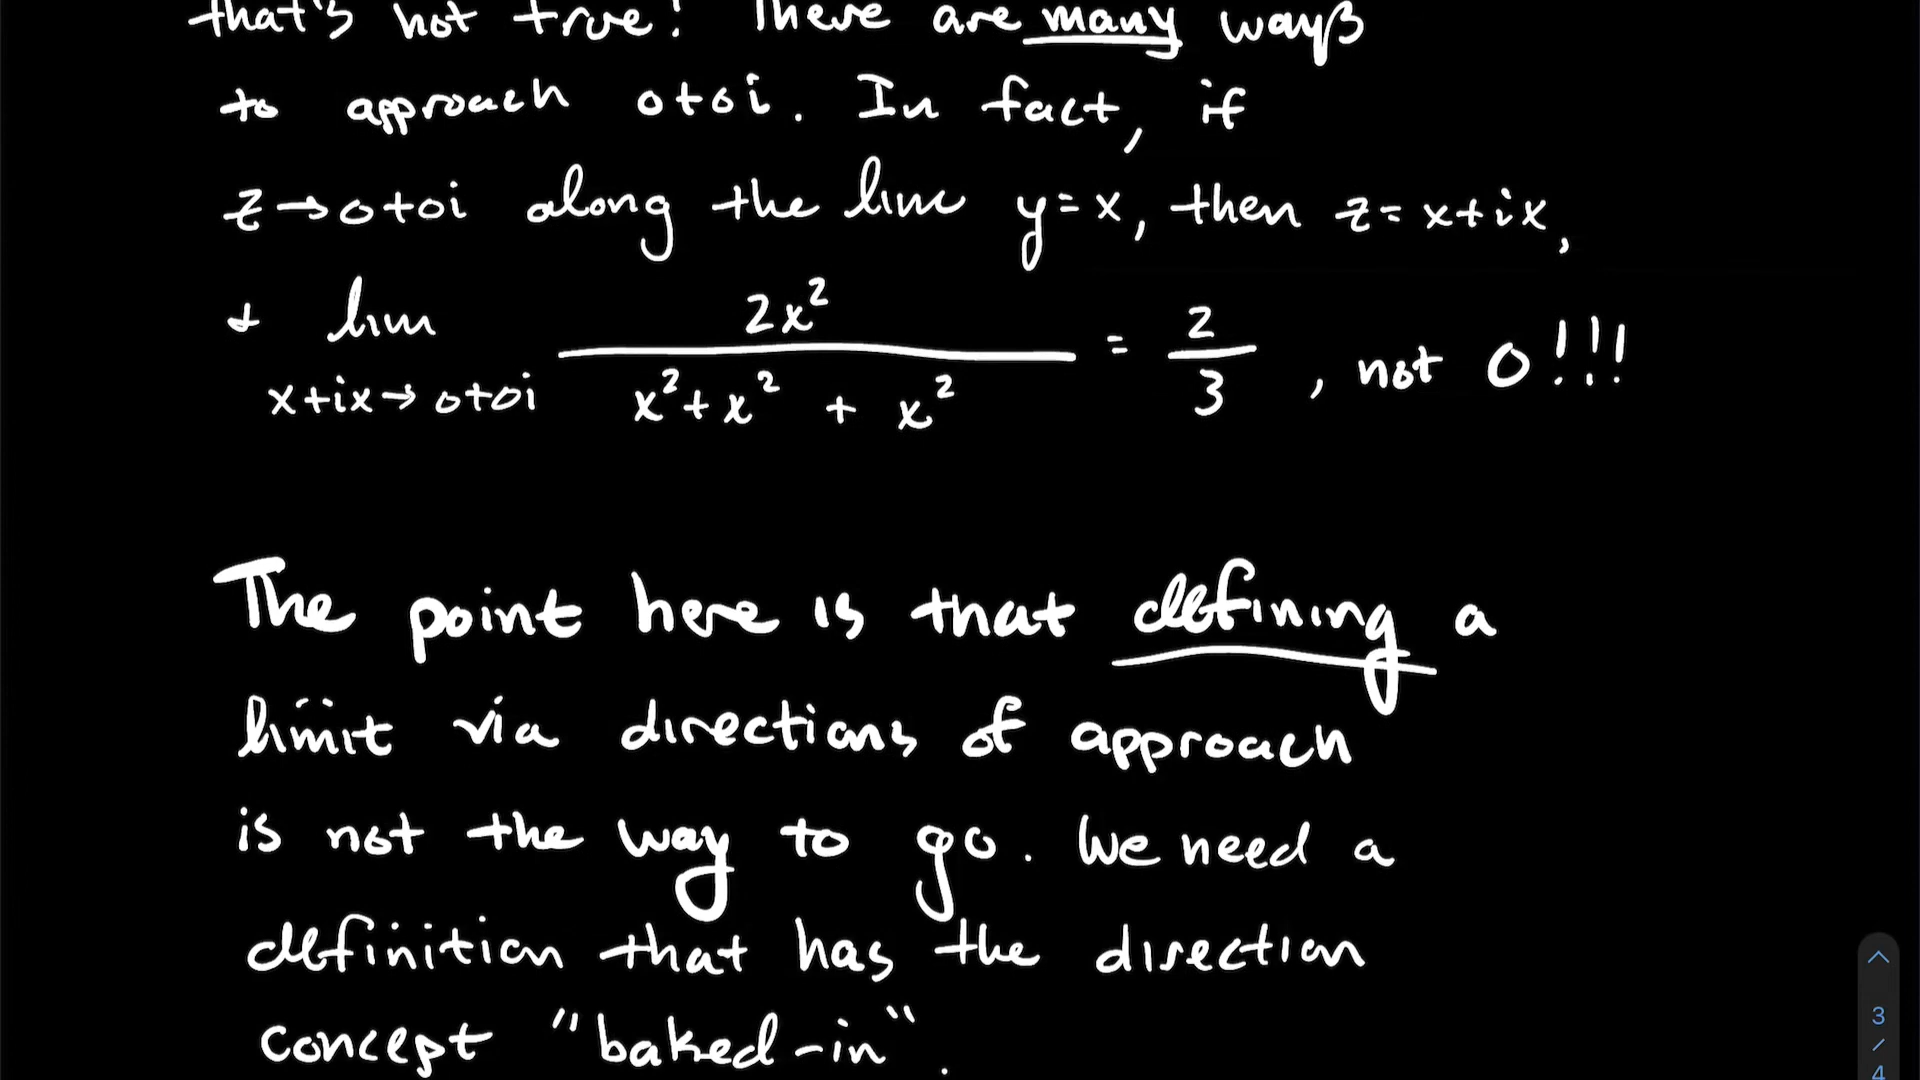 that's not true! There are many ways
to approach 0+0i. In fact, if
z→0+0i along the line y=x, then z=x+ix,
& lim_{x+ix→0+0i} 2x²/(x²+x² + x²) = 2/3, not 0!!!
The point here is that defining a
limit via directions of approach
is not the way to go. We need a
definition that has the direction
concept "baked-in".
3
/
4